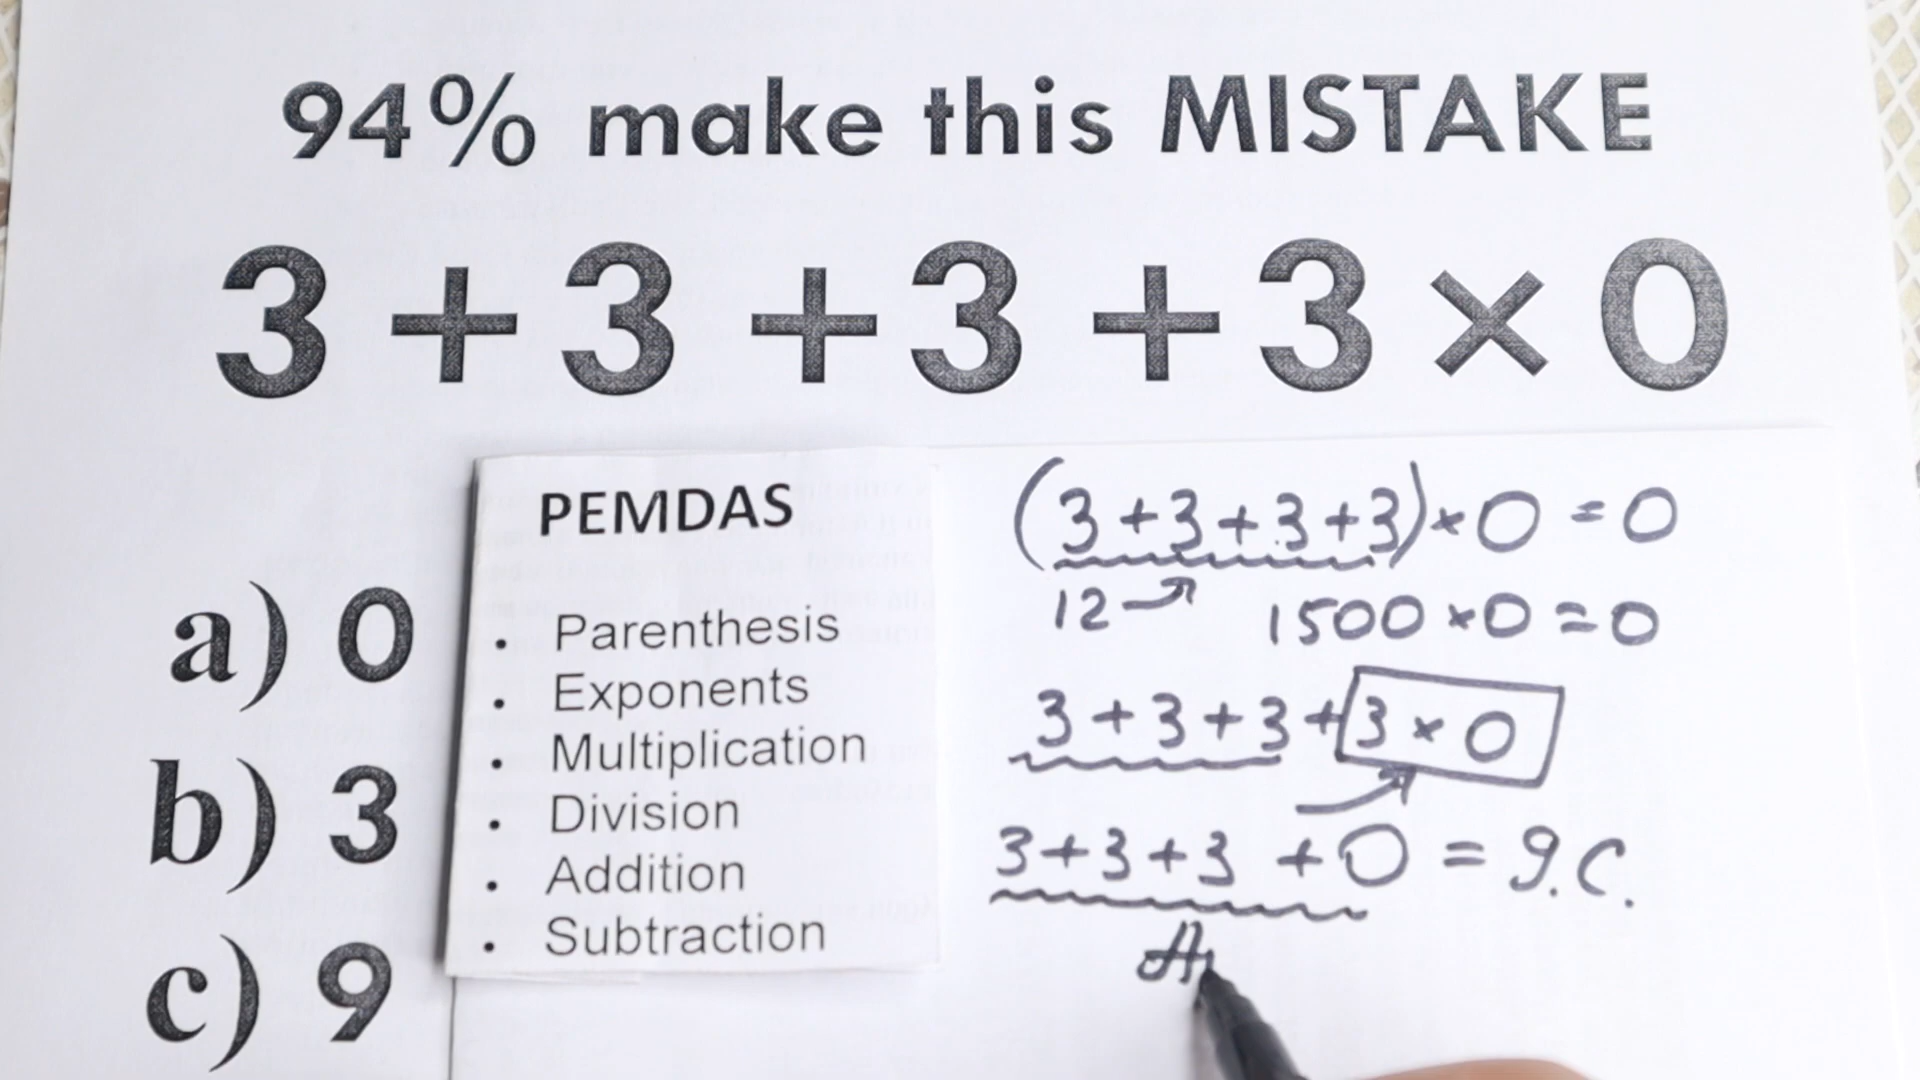 94% make this MISTAKE
3 + 3 + 3 + 3 × 0
a) 0
b) 3
c) 9
PEMDAS
• Parenthesis
• Exponents
• Multiplication
• Division
• Addition
• Subtraction
(3 + 3 + 3 + 3) × 0 = 0
12 1500 × 0 = 0
3 + 3 + 3 + 3 × 0
3 + 3 + 3 + 0 = 9. C.
A